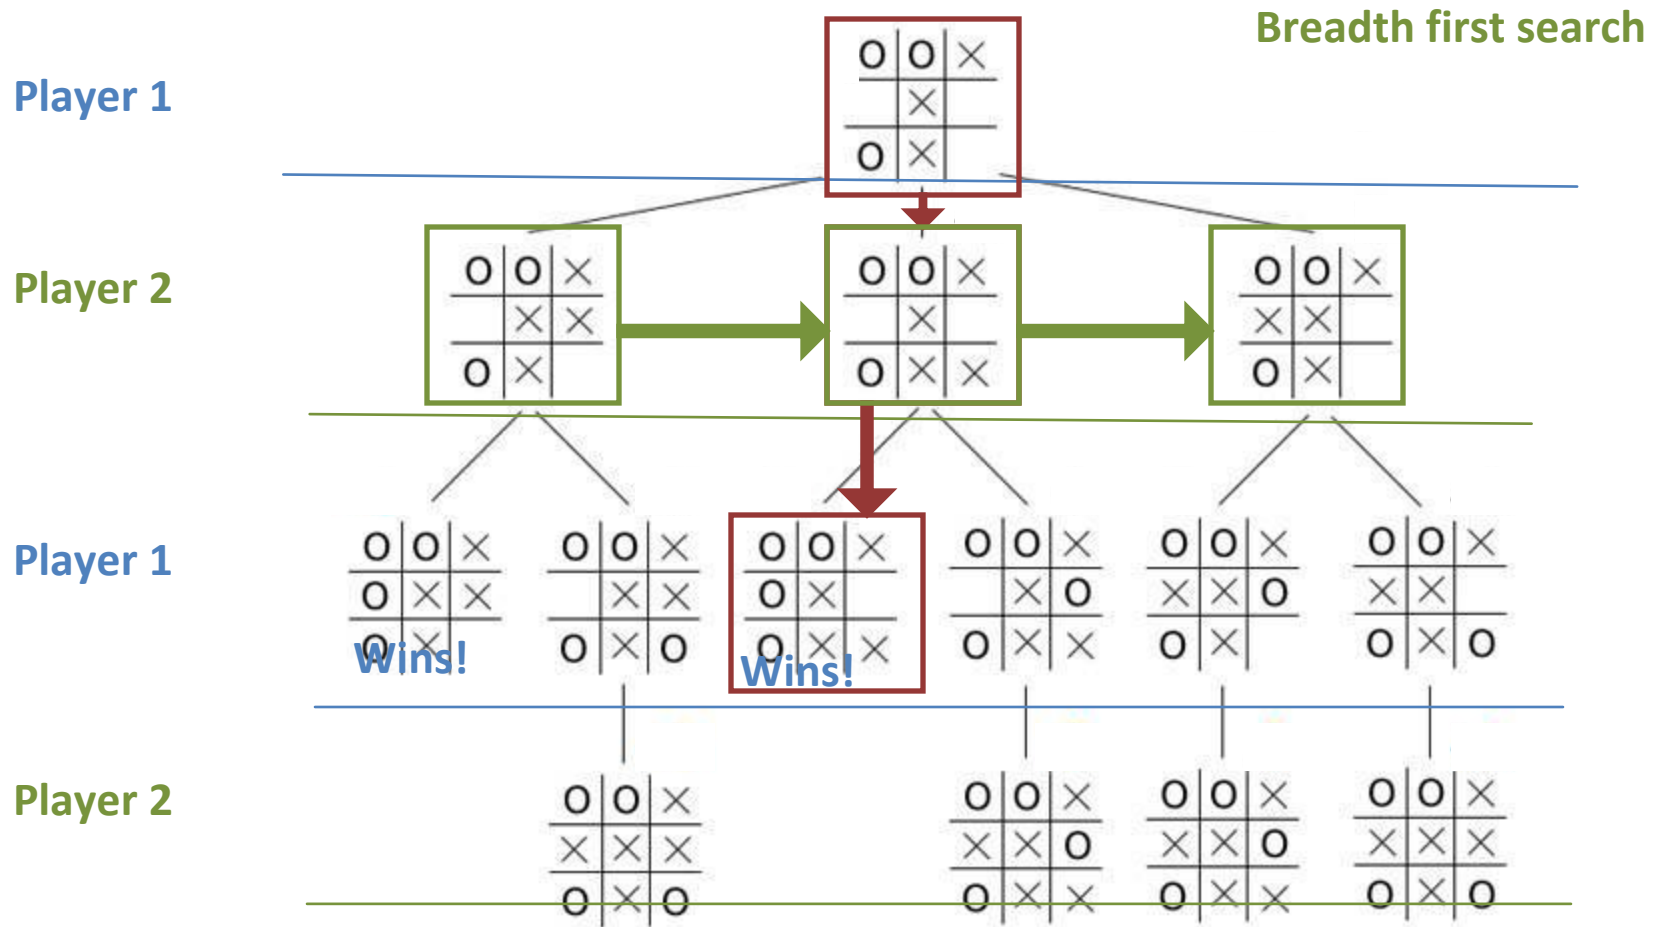 Breadth first search
Player 1
O O X
X
O X
Player 2
O O X O O X O O X
X X X X X
O X O X X O X
Player 1
O O X O O X O O X O O X O O X O O X
O X X X X O X X O X X O X X
O X O X O O X X O X X O X O X O
Wins! Wins!
Player 2
O O X O O X O O X O O X
X X X X X O X X O X X X
O X O O X X O X X O X O